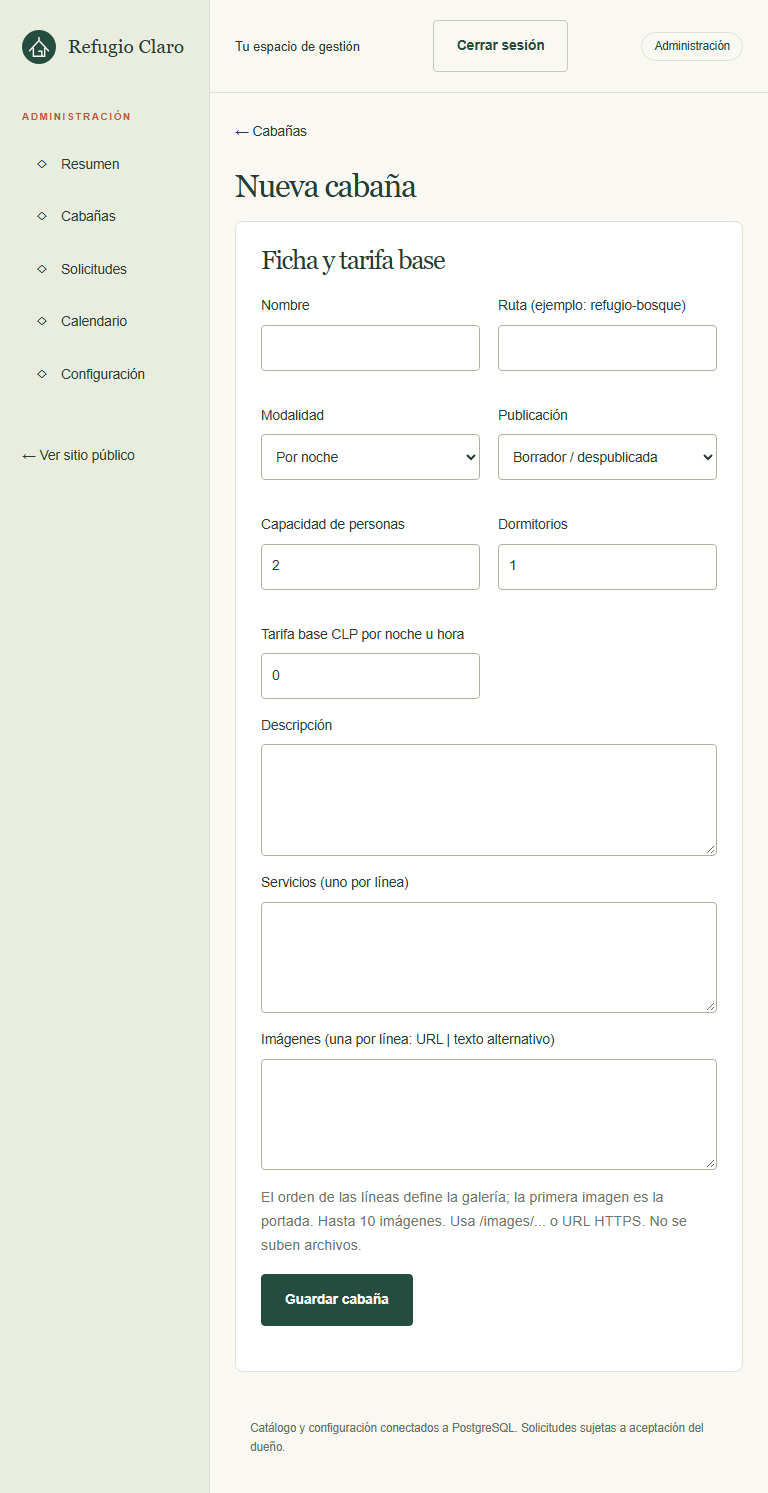 Refugio Claro
ADMINISTRACIÓN
Resumen
Cabañas
Solicitudes
Calendario
Configuración
← Ver sitio público
Tu espacio de gestión
Cerrar sesión
Administración
← Cabañas
Nueva cabaña
Ficha y tarifa base
Nombre
Ruta (ejemplo: refugio-bosque)
Modalidad
Publicación
Por noche
Borrador / despublicada
Capacidad de personas
Dormitorios
2
1
Tarifa base CLP por noche u hora
0
Descripción
Servicios (uno por línea)
Imágenes (una por línea: URL | texto alternativo)
El orden de las líneas define la galería; la primera imagen es la
portada. Hasta 10 imágenes. Usa /images/... o URL HTTPS. No se
suben archivos.
Guardar cabaña
Catálogo y configuración conectados a PostgreSQL. Solicitudes sujetas a aceptación del
dueño.